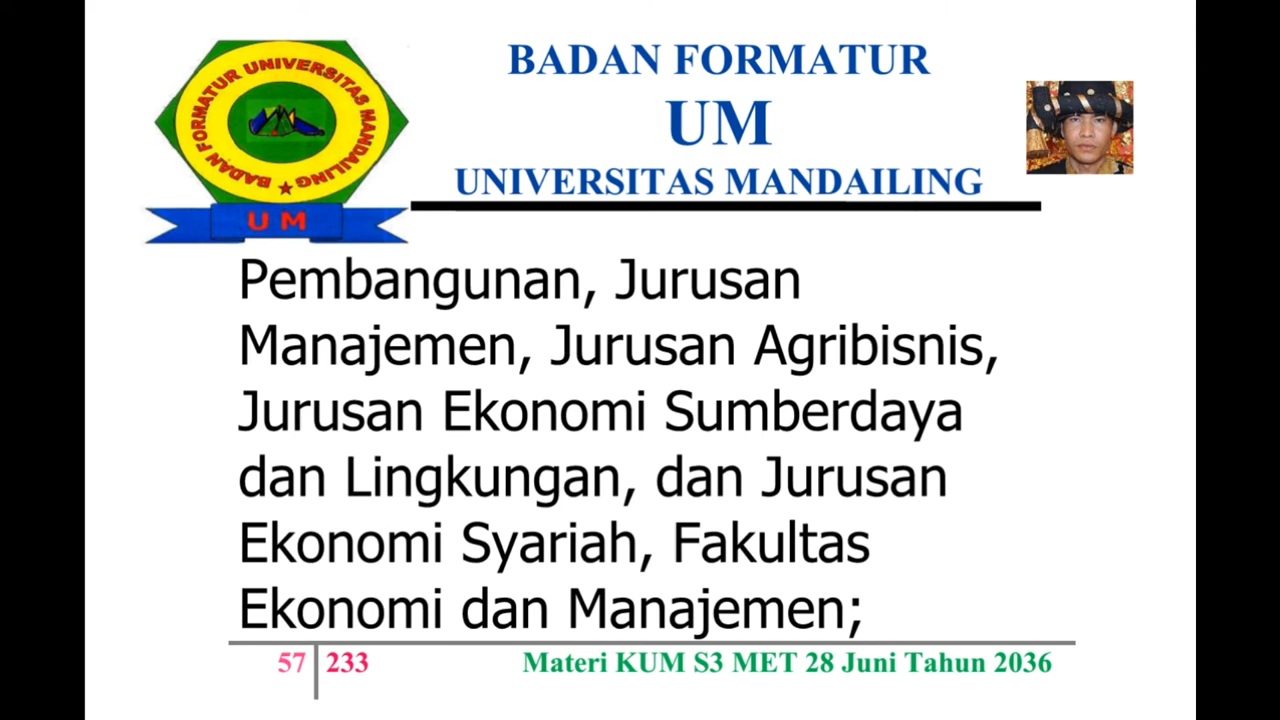 BADAN FORMATUR UNIVERSITAS MANDAILING
U M
BADAN FORMATUR
UM
UNIVERSITAS MANDAILING
Pembangunan, Jurusan
Manajemen, Jurusan Agribisnis,
Jurusan Ekonomi Sumberdaya
dan Lingkungan, dan Jurusan
Ekonomi Syariah, Fakultas
Ekonomi dan Manajemen;
57 233 Materi KUM S3 MET 28 Juni Tahun 2036